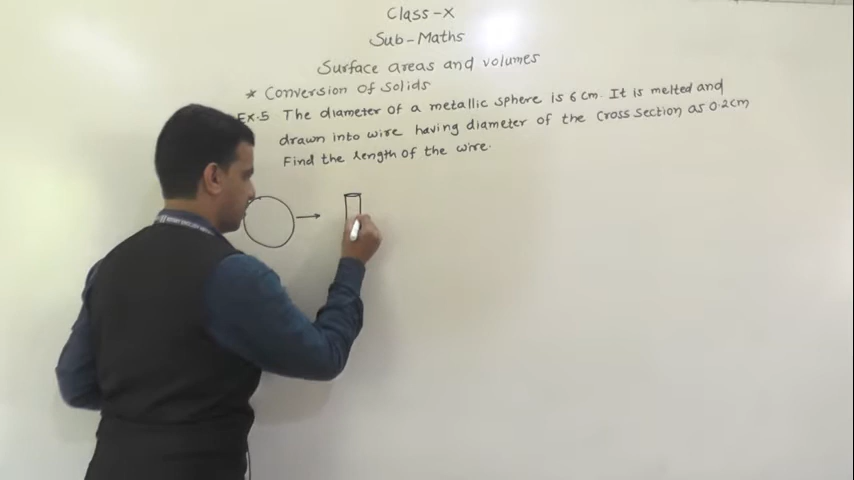 Class-X
Sub-Maths
Surface areas and volumes
* Conversion of solids
Ex.5 The diameter of a metallic sphere is 6 cm. It is melted and
drawn into wire having diameter of the cross section as 0.2cm
Find the length of the wire.